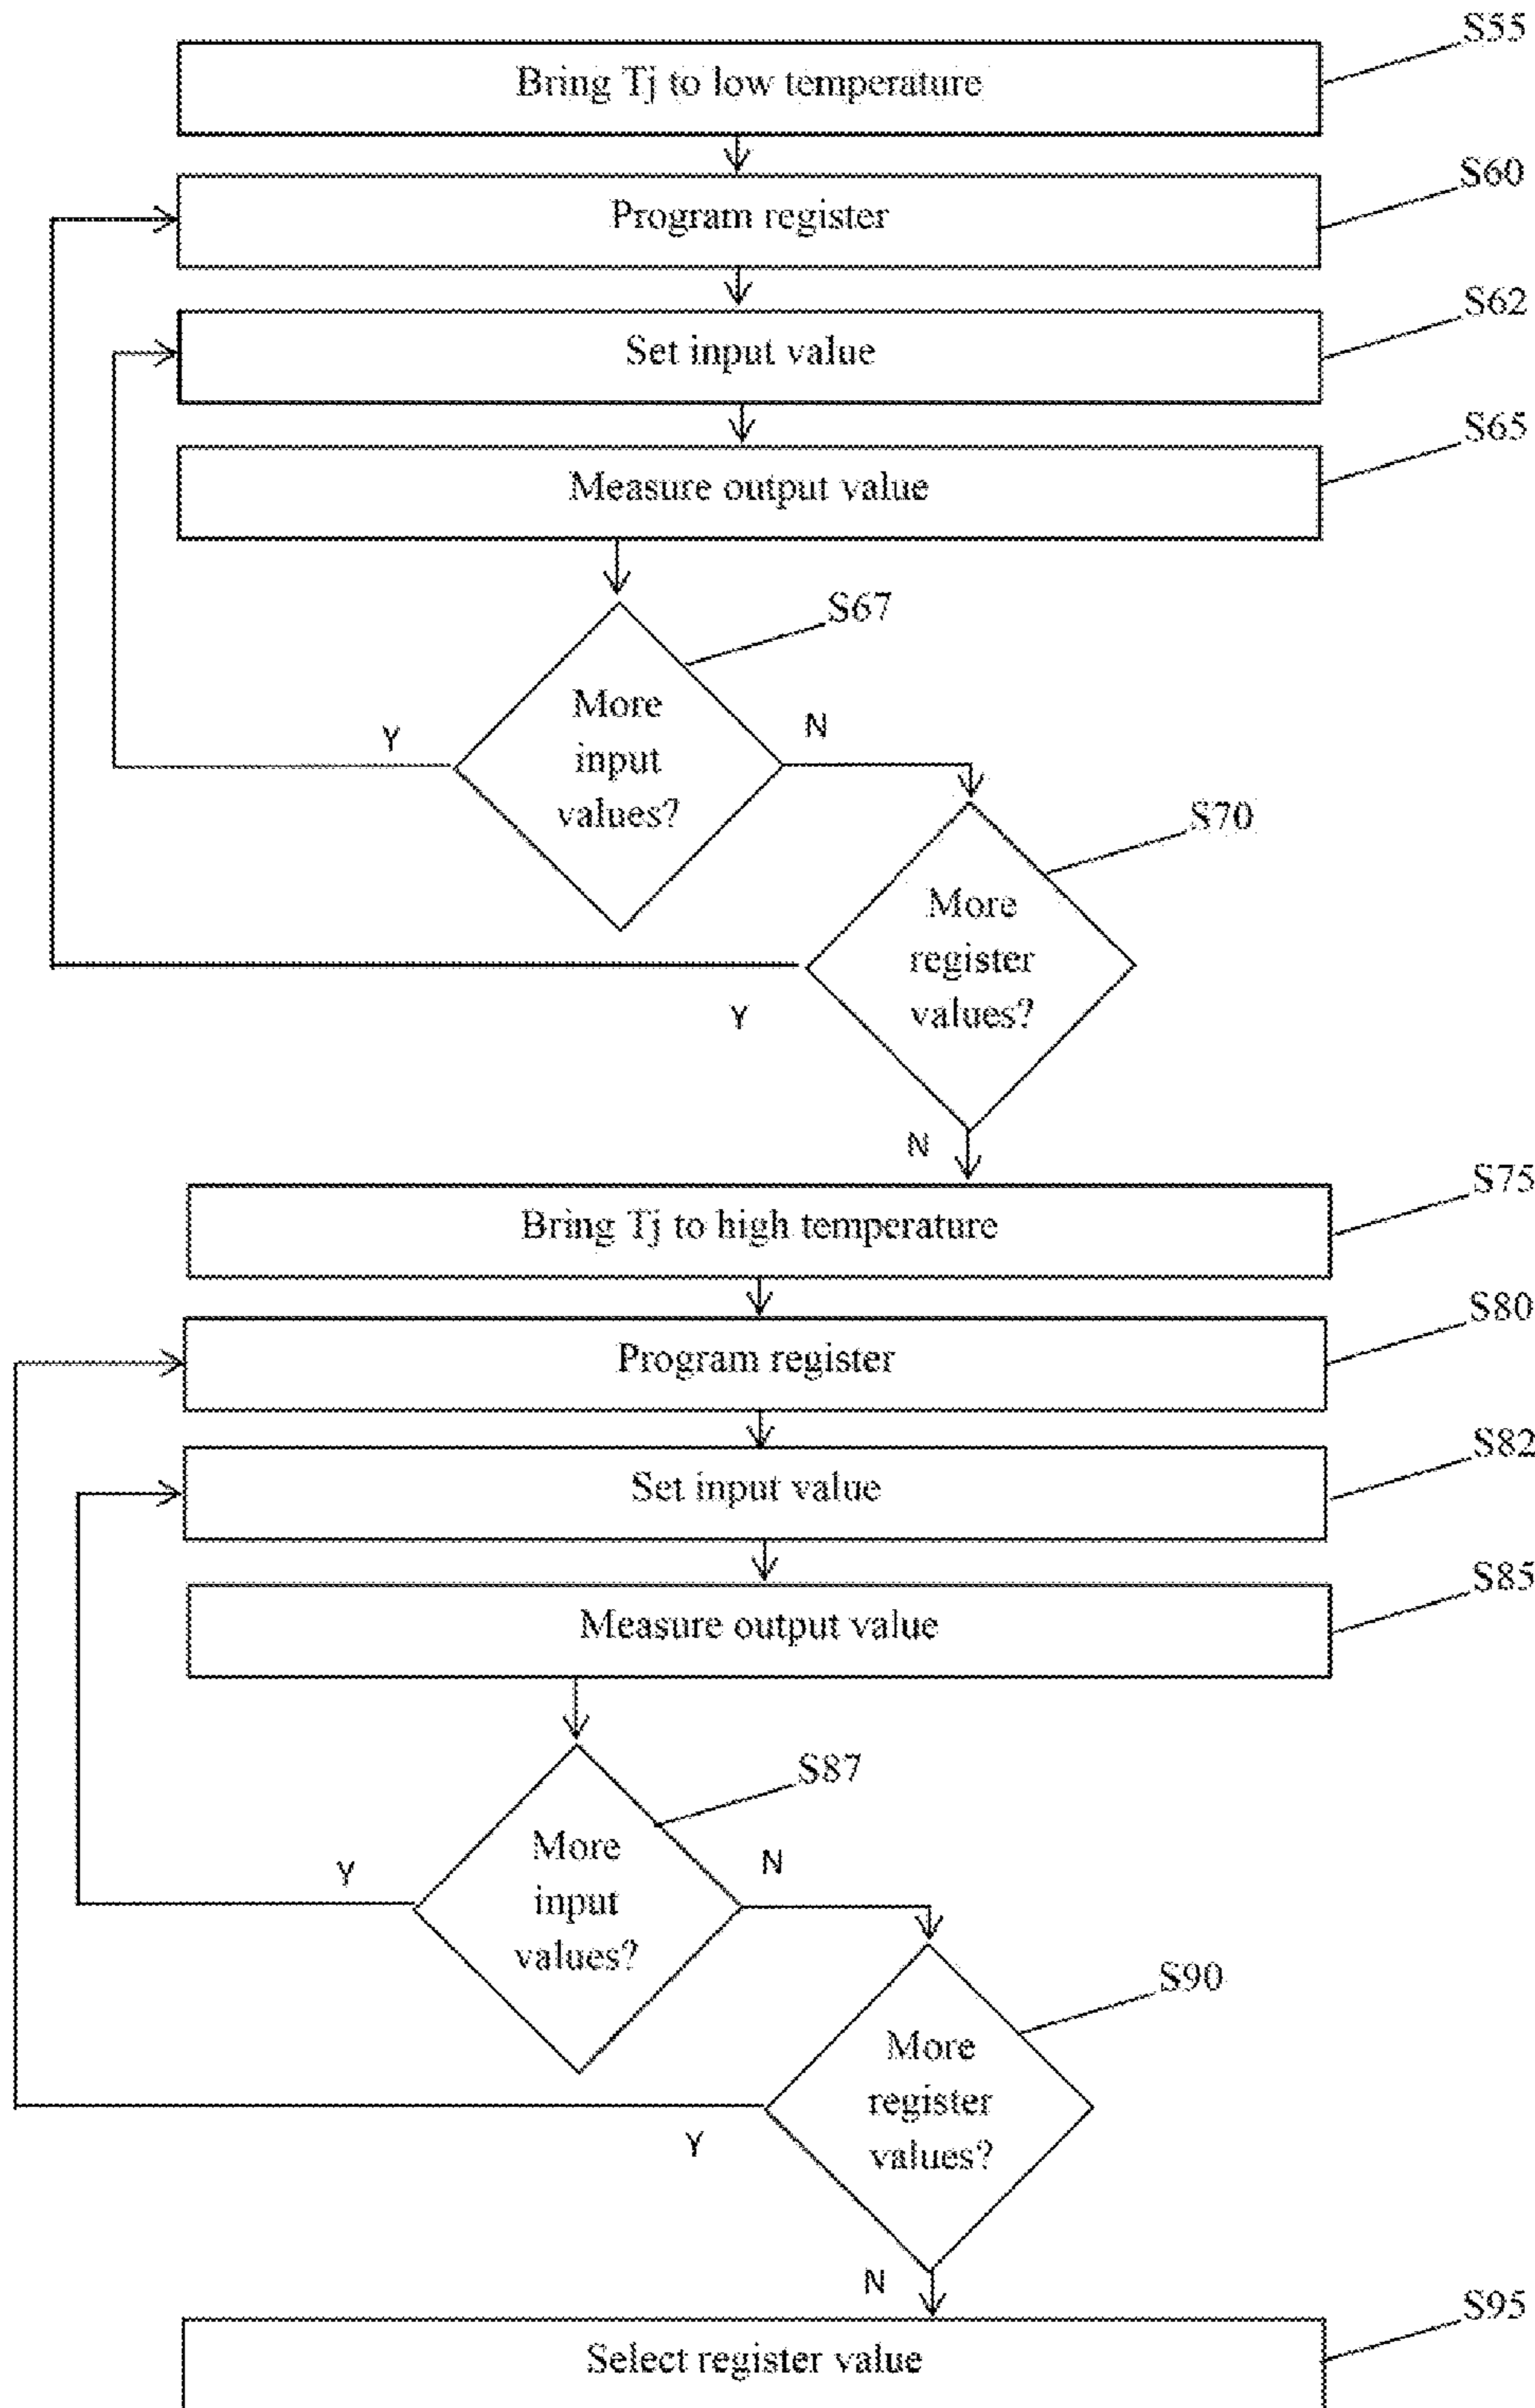 S55
Bring Tj to low temperature
S60
Program register
S62
Set input value
S65
Measure output value
S67
More
input
values?
Y
N
S70
More
register
values?
Y
N
S75
Bring Tj to high temperature
S80
Program register
S82
Set input value
S85
Measure output value
S87
More
input
values?
Y
N
S90
More
register
values?
Y
N
S95
Select register value